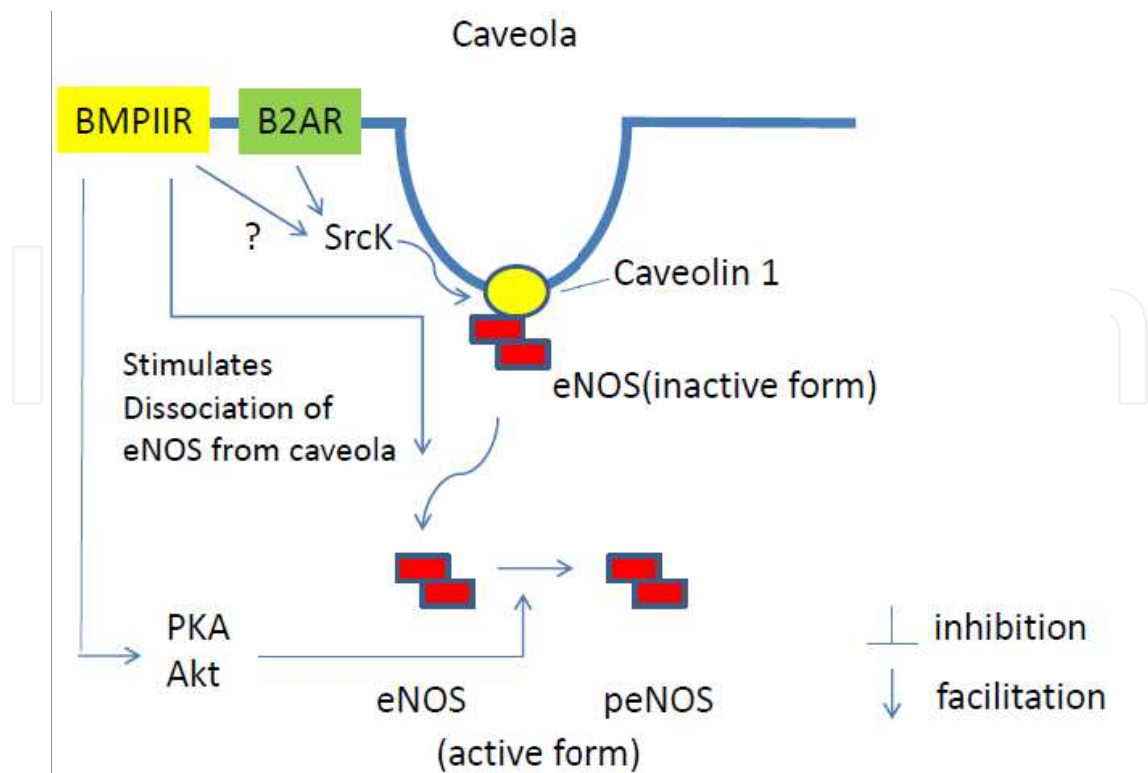 Caveola
BMPIIR
B2AR
?
SrcK
Caveolin 1
eNOS(inactive form)
Stimulates
Dissociation of
eNOS from caveola
PKA
Akt
eNOS
peNOS
(active form)
inhibition
facilitation